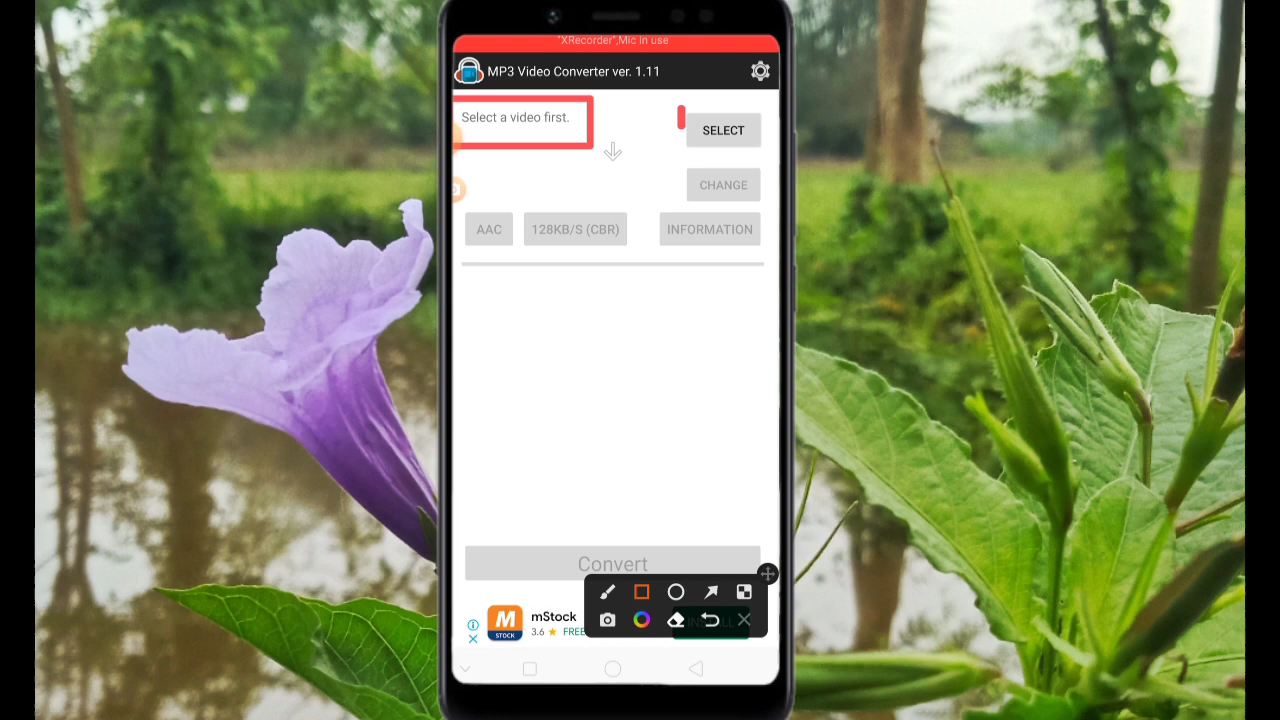 "XRecorder",Mic in use
MP3 Video Converter ver. 1.11
Select a video first.
SELECT
CHANGE
AAC
128KB/S (CBR)
INFORMATION
Convert
M
STOCK
mStock
3.6 ★ FREE